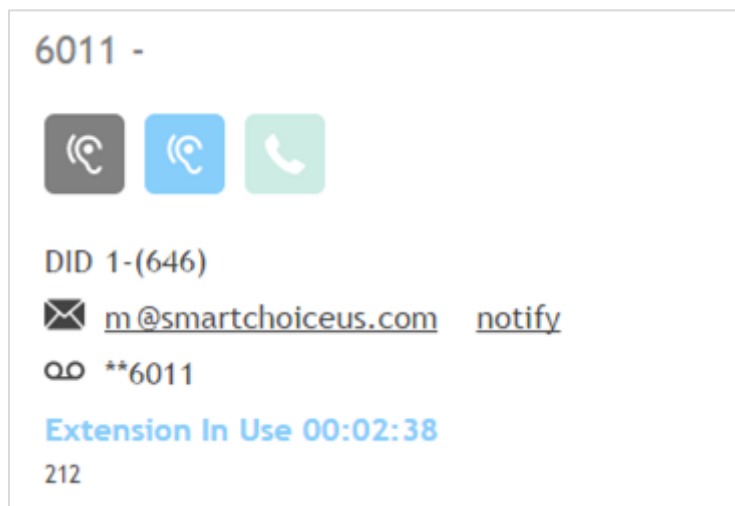 6011 -
DID 1-(646)
m@smartchoiceus.com notify
**6011
Extension In Use 00:02:38
212